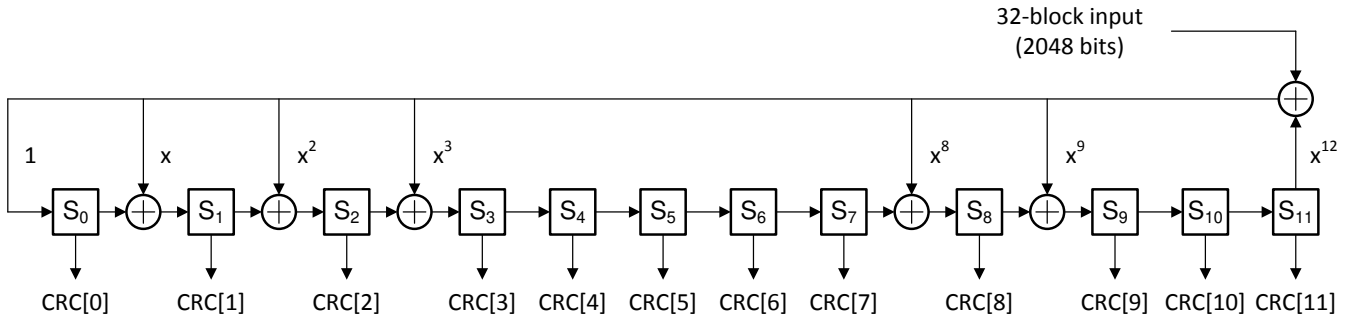 32-block input
(2048 bits)
1 x x² x³ x⁸ x⁹ x¹²
S₀ S₁ S₂ S₃ S₄ S₅ S₆ S₇ S₈ S₉ S₁₀ S₁₁
CRC[0] CRC[1] CRC[2] CRC[3] CRC[4] CRC[5] CRC[6] CRC[7] CRC[8] CRC[9] CRC[10] CRC[11]